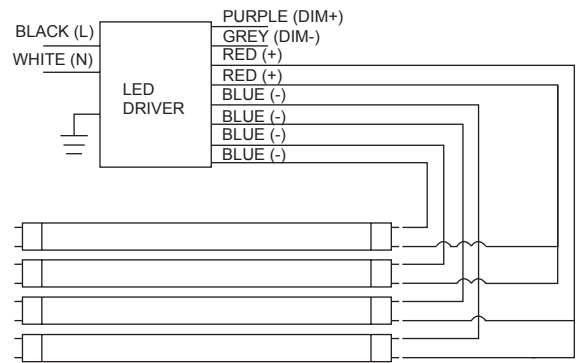 PURPLE (DIM+)
BLACK (L)
GREY (DIM-)
WHITE (N)
RED (+)
RED (+)
LED
DRIVER
BLUE (-)
BLUE (-)
BLUE (-)
BLUE (-)